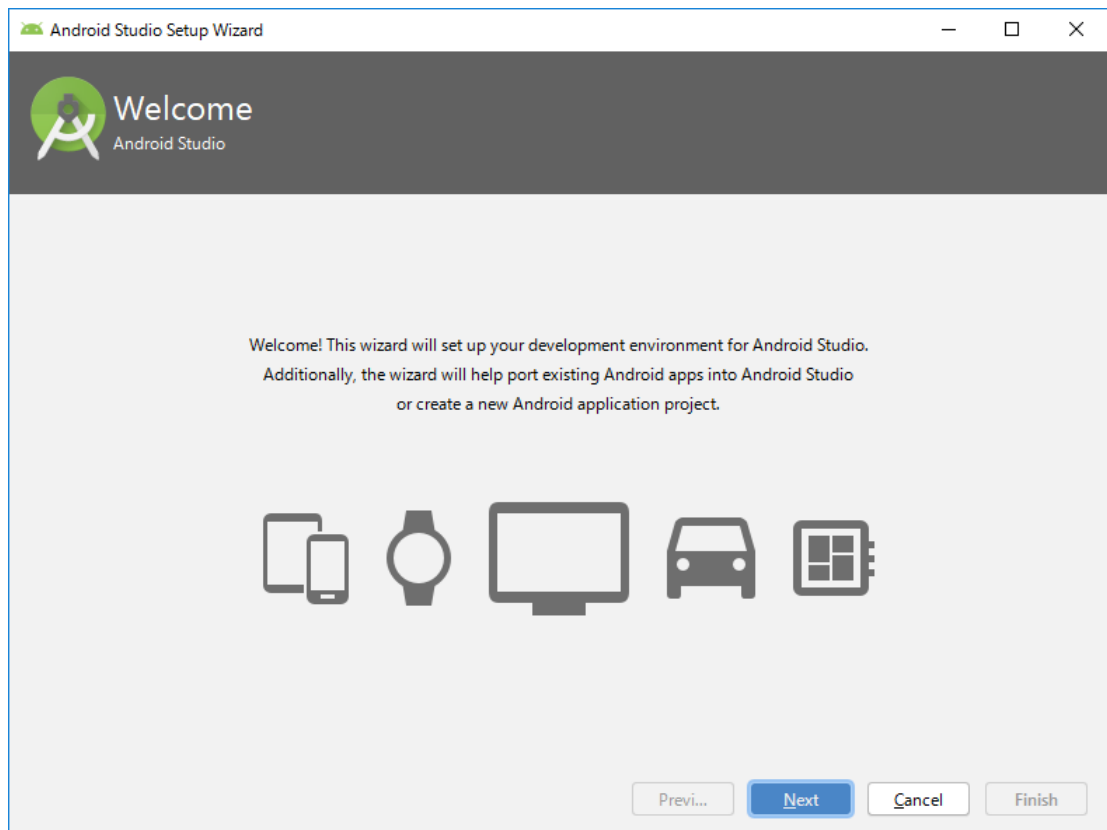 Android Studio Setup Wizard
Welcome
Android Studio
Welcome! This wizard will set up your development environment for Android Studio.
Additionally, the wizard will help port existing Android apps into Android Studio
or create a new Android application project.
Previ... Next Cancel Finish